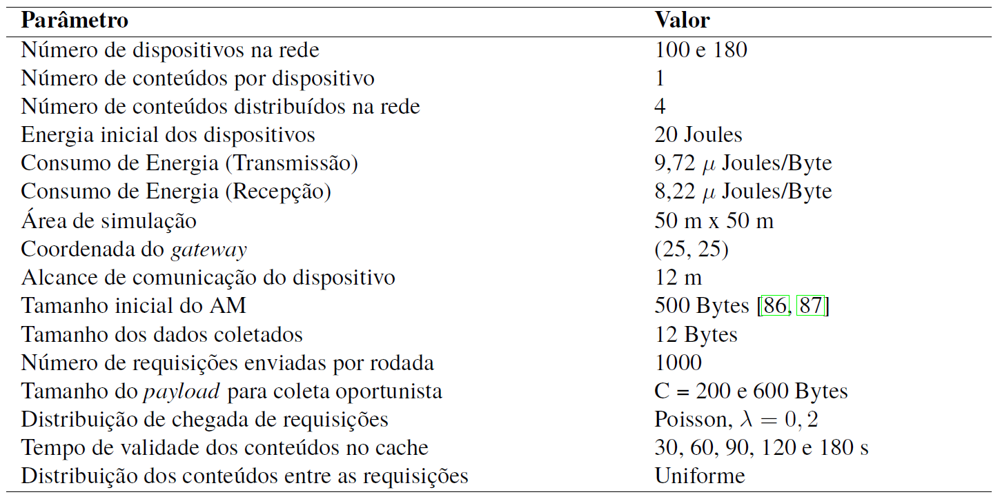 Parâmetro Valor
Número de dispositivos na rede 100 e 180
Número de conteúdos por dispositivo 1
Número de conteúdos distribuídos na rede 4
Energia inicial dos dispositivos 20 Joules
Consumo de Energia (Transmissão) 9,72 μ Joules/Byte
Consumo de Energia (Recepção) 8,22 μ Joules/Byte
Área de simulação 50 m x 50 m
Coordenada do gateway (25, 25)
Alcance de comunicação do dispositivo 12 m
Tamanho inicial do AM 500 Bytes [86, 87]
Tamanho dos dados coletados 12 Bytes
Número de requisições enviadas por rodada 1000
Tamanho do payload para coleta oportunista C = 200 e 600 Bytes
Distribuição de chegada de requisições Poisson, λ = 0, 2
Tempo de validade dos conteúdos no cache 30, 60, 90, 120 e 180 s
Distribuição dos conteúdos entre as requisições Uniforme